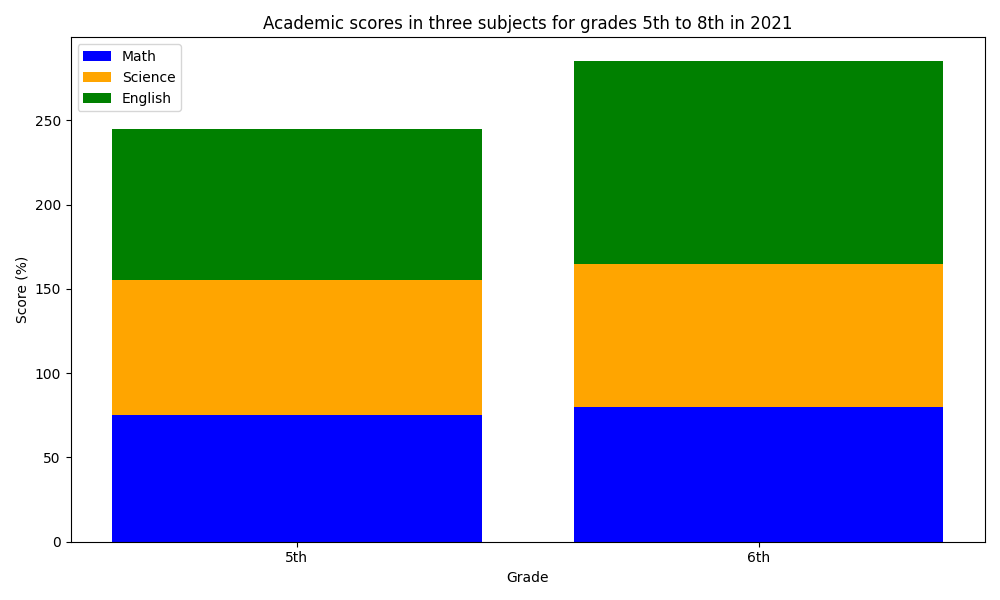 Academic scores in three subjects for grades 5th to 8th in 2021
Math
Science
English
250
200
150
100
50
0
Score (%)
5th
6th
Grade